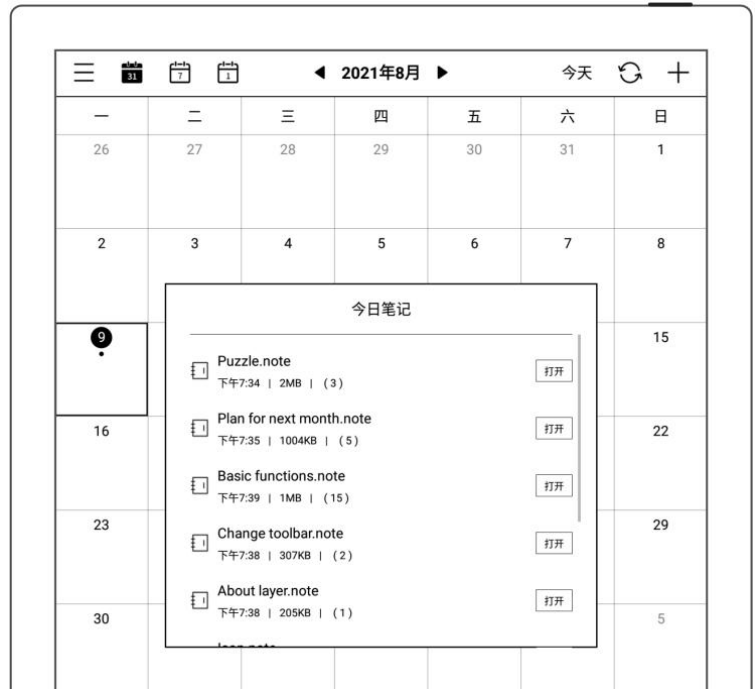 31 7 1 2021年8月 今天
一 二 三 四 五 六 日
26 27 28 29 30 31 1
2 3 4 5 6 7 8
今日笔记
9 15
Puzzle.note
打开
下午7:34 | 2MB | (3)
Plan for next month.note
打开
下午7:35 | 1004KB | (5)
16 22
Basic functions.note
打开
下午7:39 | 1MB | (15)
23 29
Change toolbar.note
打开
下午7:38 | 307KB | (2)
About layer.note
打开
下午7:38 | 205KB | (1)
30 5